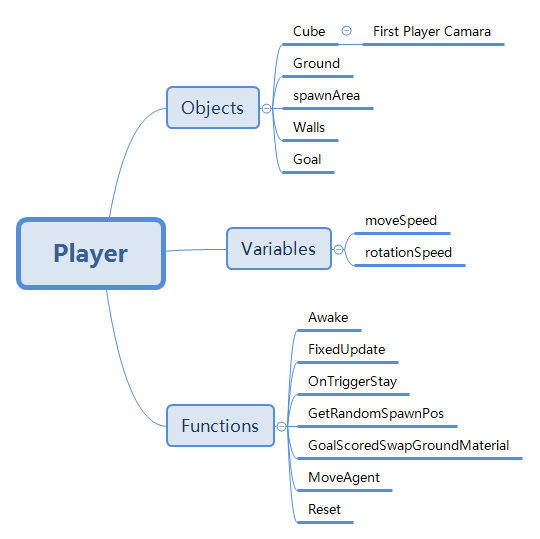 Player
Objects
Cube
First Player Camara
Ground
spawnArea
Walls
Goal
Variables
moveSpeed
rotationSpeed
Functions
Awake
FixedUpdate
OnTriggerStay
GetRandomSpawnPos
GoalScoredSwapGroundMaterial
MoveAgent
Reset